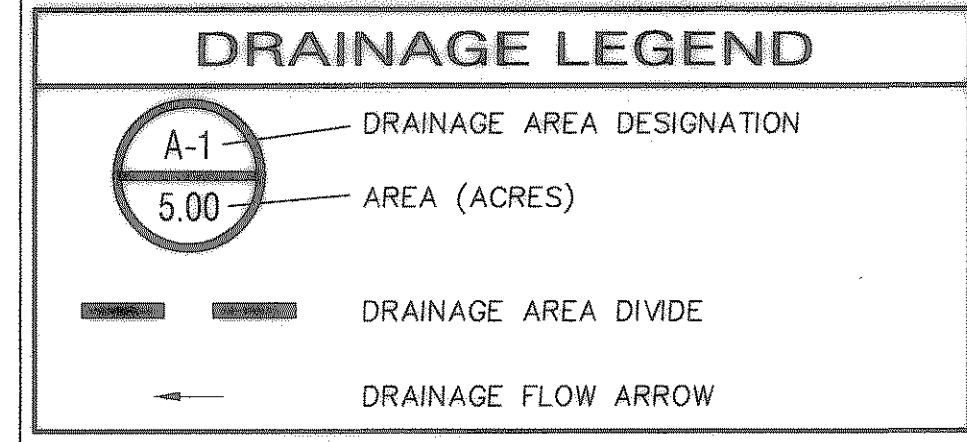 DRAINAGE LEGEND
A-1
DRAINAGE AREA DESIGNATION
5.00
AREA (ACRES)
DRAINAGE AREA DIVIDE
DRAINAGE FLOW ARROW